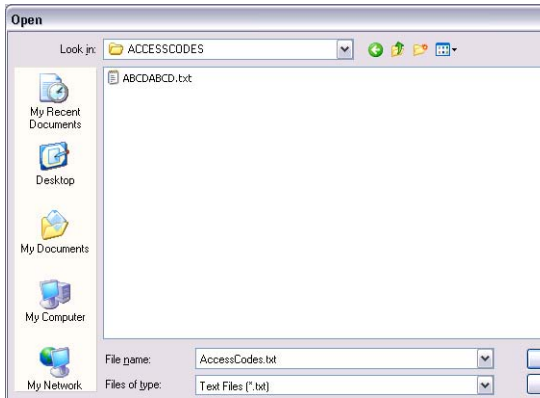 Open
Look in: ACCESSCODES
ABCDABCD.txt
My Recent
Documents
Desktop
My Documents
My Computer
My Network
File name: AccessCodes.txt
Files of type: Text Files (*.txt)